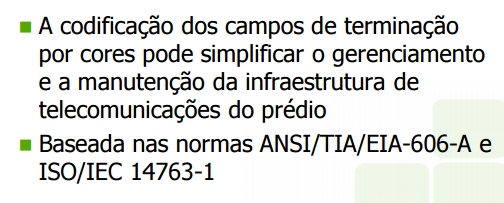 A codificação dos campos de terminação
por cores pode simplificar o gerenciamento
e a manutenção da infraestrutura de
telecomunicações do prédio
Baseada nas normas ANSI/TIA/EIA-606-A e
ISO/IEC 14763-1